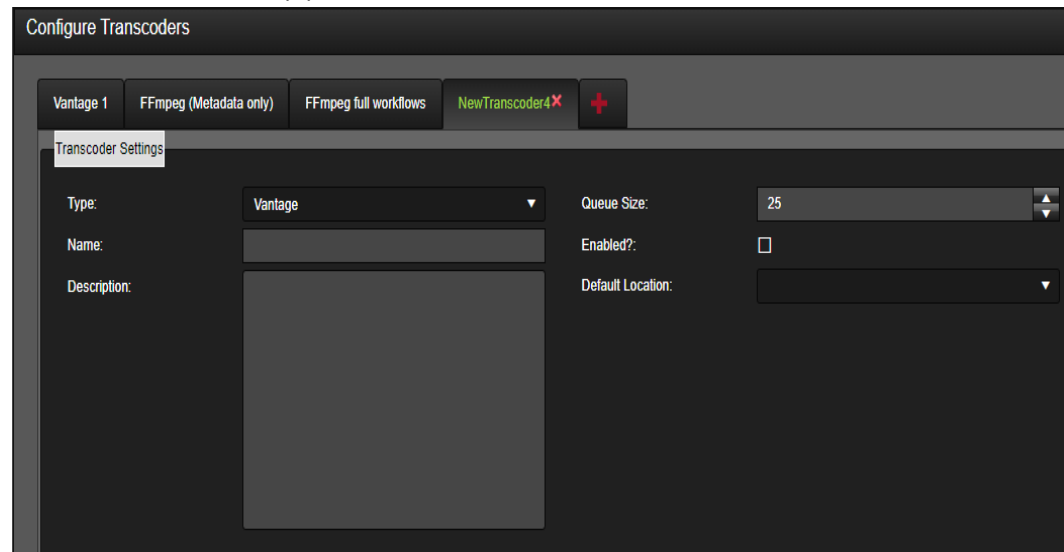 Configure Transcoders
Vantage 1 FFmpeg (Metadata only) FFmpeg full workflows NewTranscoder4
Transcoder Settings
Type: Vantage Queue Size: 25
Name: Enabled?:
Description: Default Location: